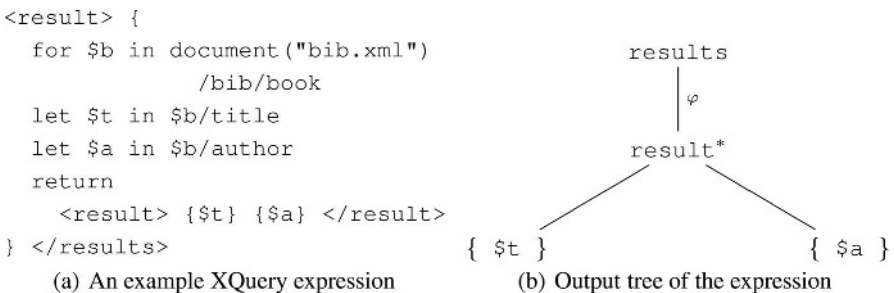 <result> {
for $b in document("bib.xml")
/bib/book
let $t in $b/title
let $a in $b/author
return
<result> {$t} {$a} </result>
} </results>
(a) An example XQuery expression
results
φ
result*
{ $t } { $a }
(b) Output tree of the expression